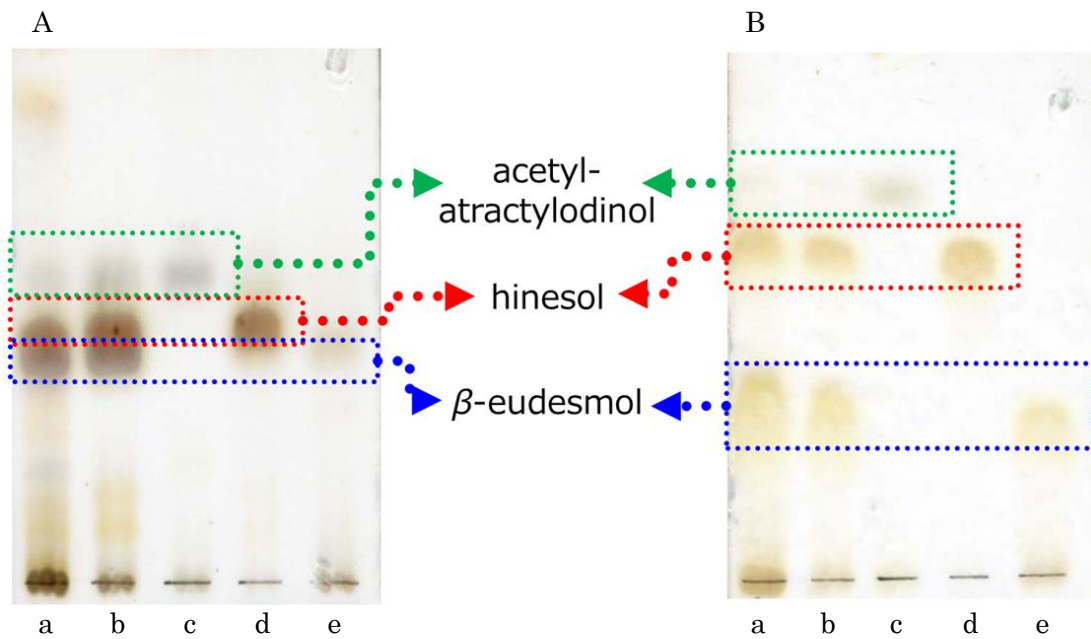 A
B
acetyl-
atractylodinol
hinesol
β-eudesmol
a b c d e
a b c d e